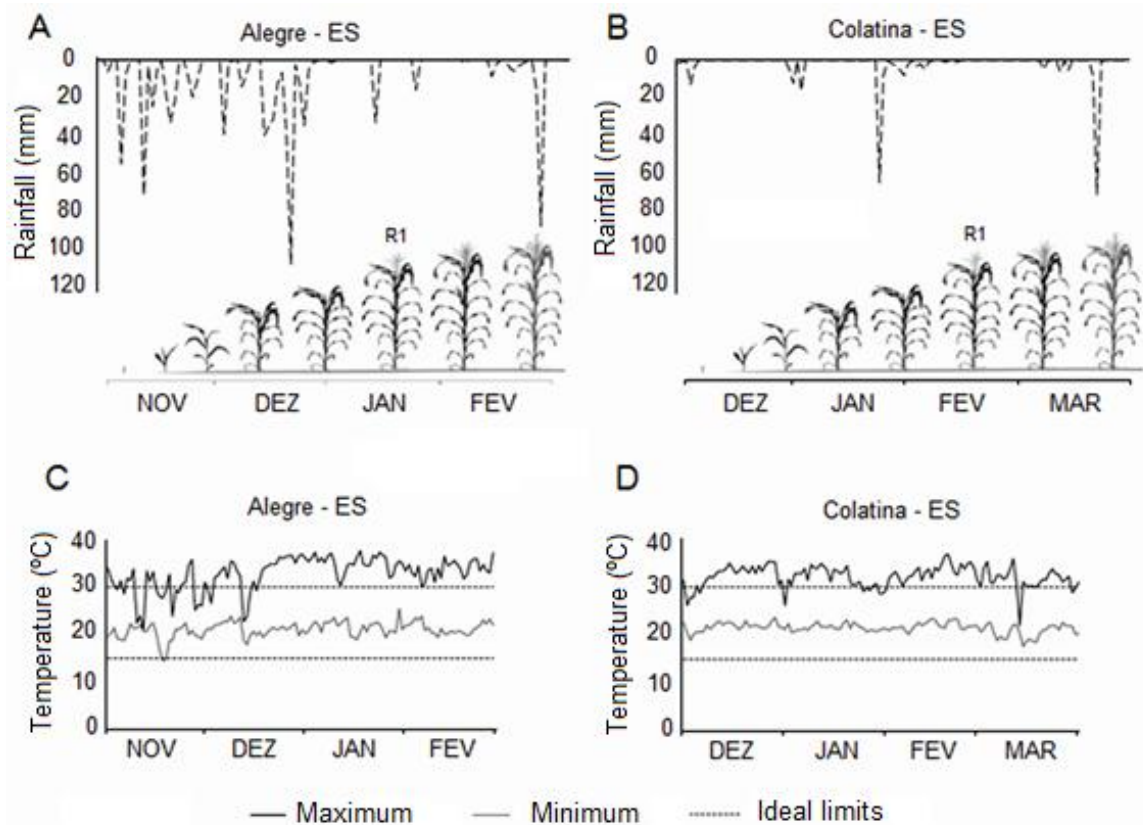 A
Alegre - ES
Rainfall (mm)
0
20
40
60
80
100
120
R1
NOV DEZ JAN FEV
B
Colatina - ES
Rainfall (mm)
0
20
40
60
80
100
120
R1
DEZ JAN FEV MAR
C
Alegre - ES
Temperature (ºC)
40
30
20
10
0
NOV DEZ JAN FEV
D
Colatina - ES
Temperature (ºC)
40
30
20
10
0
DEZ JAN FEV MAR
Maximum Minimum Ideal limits